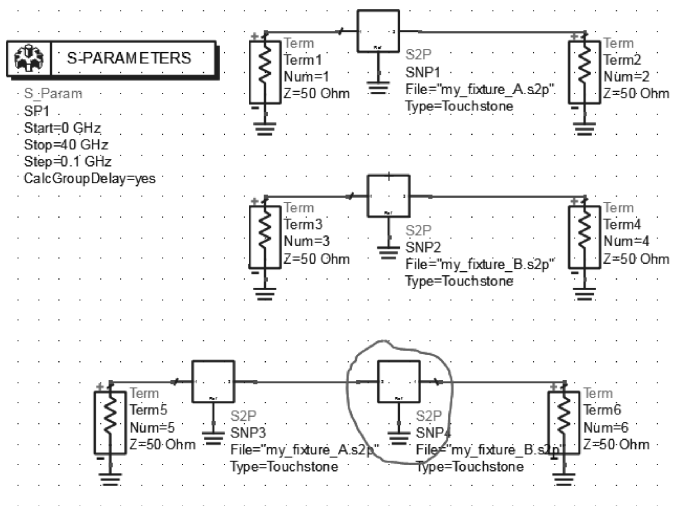 S-PARAMETERS
S_Param
SP1
Start=0 GHz
Stop=40 GHz
Step=0.1 GHz
CalcGroupDelay=yes
Term
Term1
Num=1
Z=50 Ohm
Ref
S2P
SNP1
File="my_fixture_A.s2p"
Type=Touchstone
Term
Term2
Num=2
Z=50 Ohm
Term
Term3
Num=3
Z=50 Ohm
Ref
S2P
SNP2
File="my_fixture_B.s2p"
Type=Touchstone
Term
Term4
Num=4
Z=50 Ohm
Term
Term5
Num=5
Z=50 Ohm
Ref
S2P
SNP3
File="my_fixture_A.s2p"
Type=Touchstone
Ref
S2P
SNP4
File="my_fixture_B.s2p"
Type=Touchstone
Term
Term6
Num=6
Z=50 Ohm